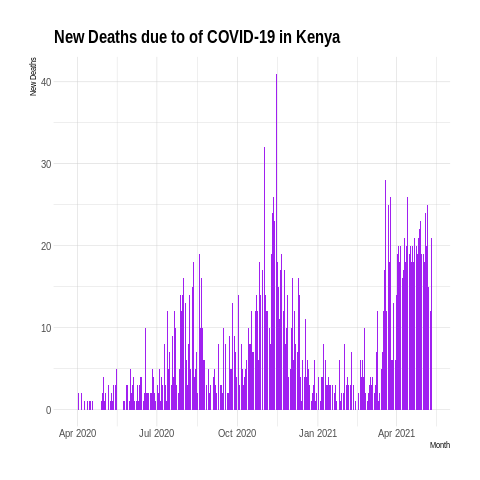 New Deaths due to of COVID-19 in Kenya
New Deaths
40
30
20
10
0
Apr 2020 Jul 2020 Oct 2020 Jan 2021 Apr 2021
Month